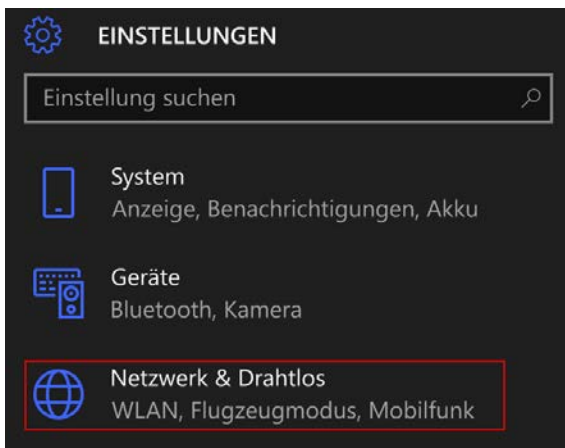 EINSTELLUNGEN
Einstellung suchen
System
Anzeige, Benachrichtigungen, Akku
Geräte
Bluetooth, Kamera
Netzwerk & Drahtlos
WLAN, Flugzeugmodus, Mobilfunk